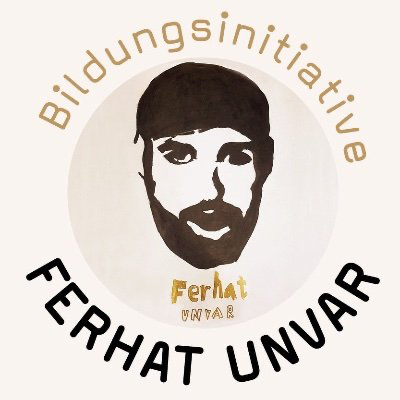 Bildungsinitiative
Ferhat
UNVAR
FERHAT UNVAR